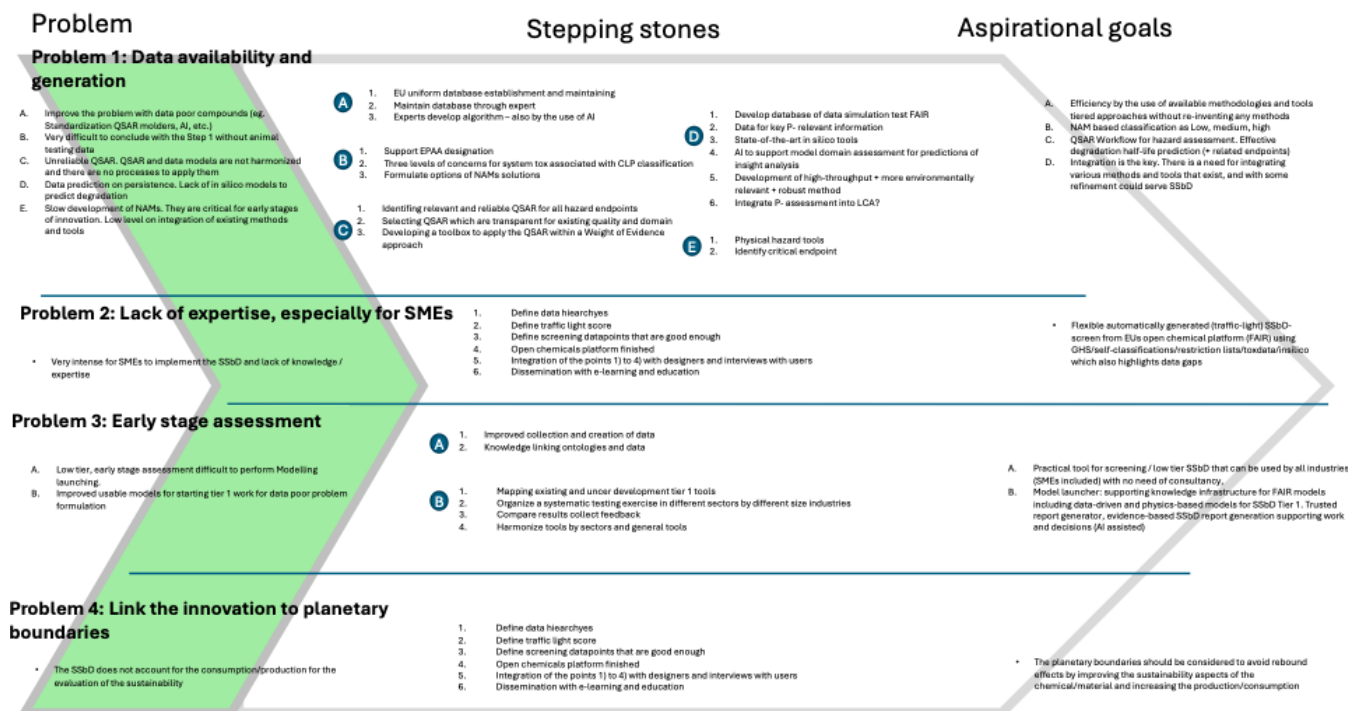 Problem
Stepping stones
Aspirational goals
Problem 1: Data availability and
generation
A. Improve the problem with data poor compounds (eg.
Standardization QSAR molders, AI, etc.)
B. Very difficult to conclude with the Step 1 without animal
testing data
C. Unreliable QSAR. QSAR and data models are not harmonized
and there are no processes to apply them
D. Data prediction on persistence. Lack of in silico models to
predict degradation
E. Slow development of NAMs. They are critical for early stages
of innovation. Low level on integration of existing methods
and tools
A
1. EU uniform database establishment and maintaining
2. Maintain database through expert
3. Experts develop algorithm – also by the use of AI
B
1. Support EPAA designation
2. Three levels of concerns for system tox associated with CLP classification
3. Formulate options of NAMs solutions
C
1. Identifing relevant and reliable QSAR for all hazard endpoints
2. Selecting QSAR which are transparent for existing quality and domain
3. Developing a toolbox to apply the QSAR within a Weight of Evidence
approach
D
1. Develop database of data simulation test FAIR
2. Data for key P- relevant information
3. State-of-the-art in silico tools
4. AI to support model domain assessment for predictions of
insight analysis
5. Development of high-throughput + more environmentally
relevant + robust method
6. Integrate P- assessment into LCA?
E
1. Physical hazard tools
2. Identify critical endpoint
A. Efficiency by the use of available methodologies and tools
tiered approaches without re-inventing any methods
B. NAM based classification as Low, medium, high
C. QSAR Workflow for hazard assessment. Effective
degradation half-life prediction (+ related endpoints)
D. Integration is the key. There is a need for integrating
various methods and tools that exist, and with some
refinement could serve SSbD
Problem 2: Lack of expertise, especially for SMEs
• Very intense for SMEs to implement the SSbD and lack of knowledge /
expertise
1. Define data hiearchyes
2. Define traffic light score
3. Define screening datapoints that are good enough
4. Open chemicals platform finished
5. Integration of the points 1) to 4) with designers and interviews with users
6. Dissemination with e-learning and education
• Flexible automatically generated (traffic-light) SSbD-
screen from EUs open chemical platform (FAIR) using
GHS/self-classifications/restriction lists/toxdata/insilico
which also highlights data gaps
Problem 3: Early stage assessment
A. Low tier, early stage assessment difficult to perform Modelling
launching.
B. Improved usable models for starting tier 1 work for data poor problem
formulation
A
1. Improved collection and creation of data
2. Knowledge linking ontologies and data
B
1. Mapping existing and uncer development tier 1 tools
2. Organize a systematic testing exercise in different sectors by different size industries
3. Compare results collect feedback
4. Harmonize tools by sectors and general tools
A. Practical tool for screening / low tier SSbD that can be used by all industries
(SMEs included) with no need of consultancy,
B. Model launcher: supporting knowledge infrastructure for FAIR models
including data-driven and physics-based models for SSbD Tier 1. Trusted
report generator, evidence-based SSbD report generation supporting work
and decisions (AI assisted)
Problem 4: Link the innovation to planetary
boundaries
• The SSbD does not account for the consumption/production for the
evaluation of the sustainability
1. Define data hiearchyes
2. Define traffic light score
3. Define screening datapoints that are good enough
4. Open chemicals platform finished
5. Integration of the points 1) to 4) with designers and interviews with users
6. Dissemination with e-learning and education
• The planetary boundaries should be considered to avoid rebound
effects by improving the sustainability aspects of the
chemical/material and increasing the production/consumption